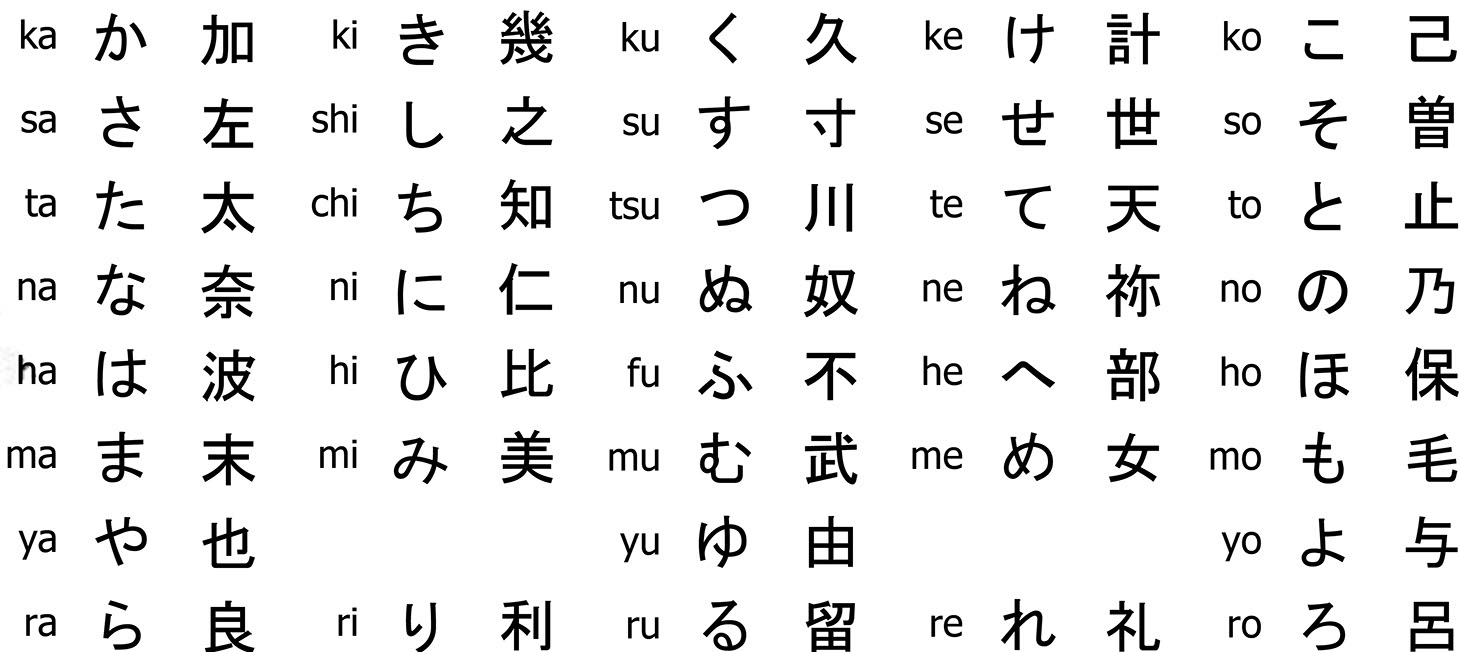 ka か 加 ki き 幾 ku く 久 ke け 計 ko こ 己
sa さ 左 shi し 之 su す 寸 se せ 世 so そ 曽
ta た 太 chi ち 知 tsu つ 川 te て 天 to と 止
na な 奈 ni に 仁 nu ぬ 奴 ne ね 祢 no の 乃
ha は 波 hi ひ 比 fu ふ 不 he へ 部 ho ほ 保
ma ま 末 mi み 美 mu む 武 me め 女 mo も 毛
ya や 也 yu ゆ 由 yo よ 与
ra ら 良 ri り 利 ru る 留 re れ 礼 ro ろ 呂